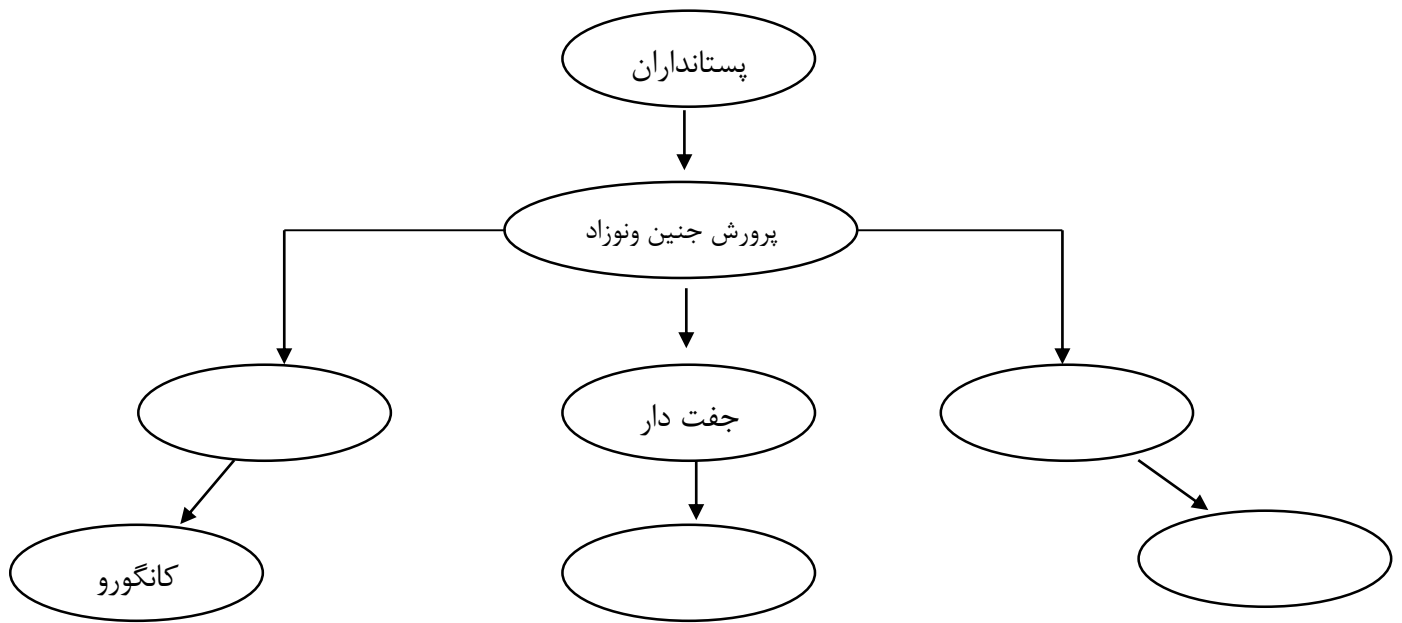 پستانداران
پرورش جنین ونوزاد
جفت دار
کانگورو